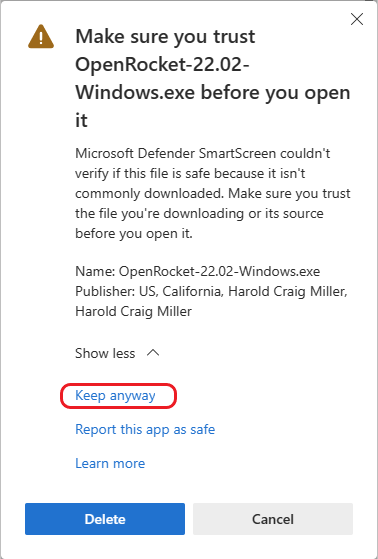 Make sure you trust
OpenRocket-22.02-
Windows.exe before you open
it
Microsoft Defender SmartScreen couldn't
verify if this file is safe because it isn't
commonly downloaded. Make sure you trust
the file you're downloading or its source
before you open it.
Name: OpenRocket-22.02-Windows.exe
Publisher: US, California, Harold Craig Miller,
Harold Craig Miller
Show less
Keep anyway
Report this app as safe
Learn more
Delete
Cancel